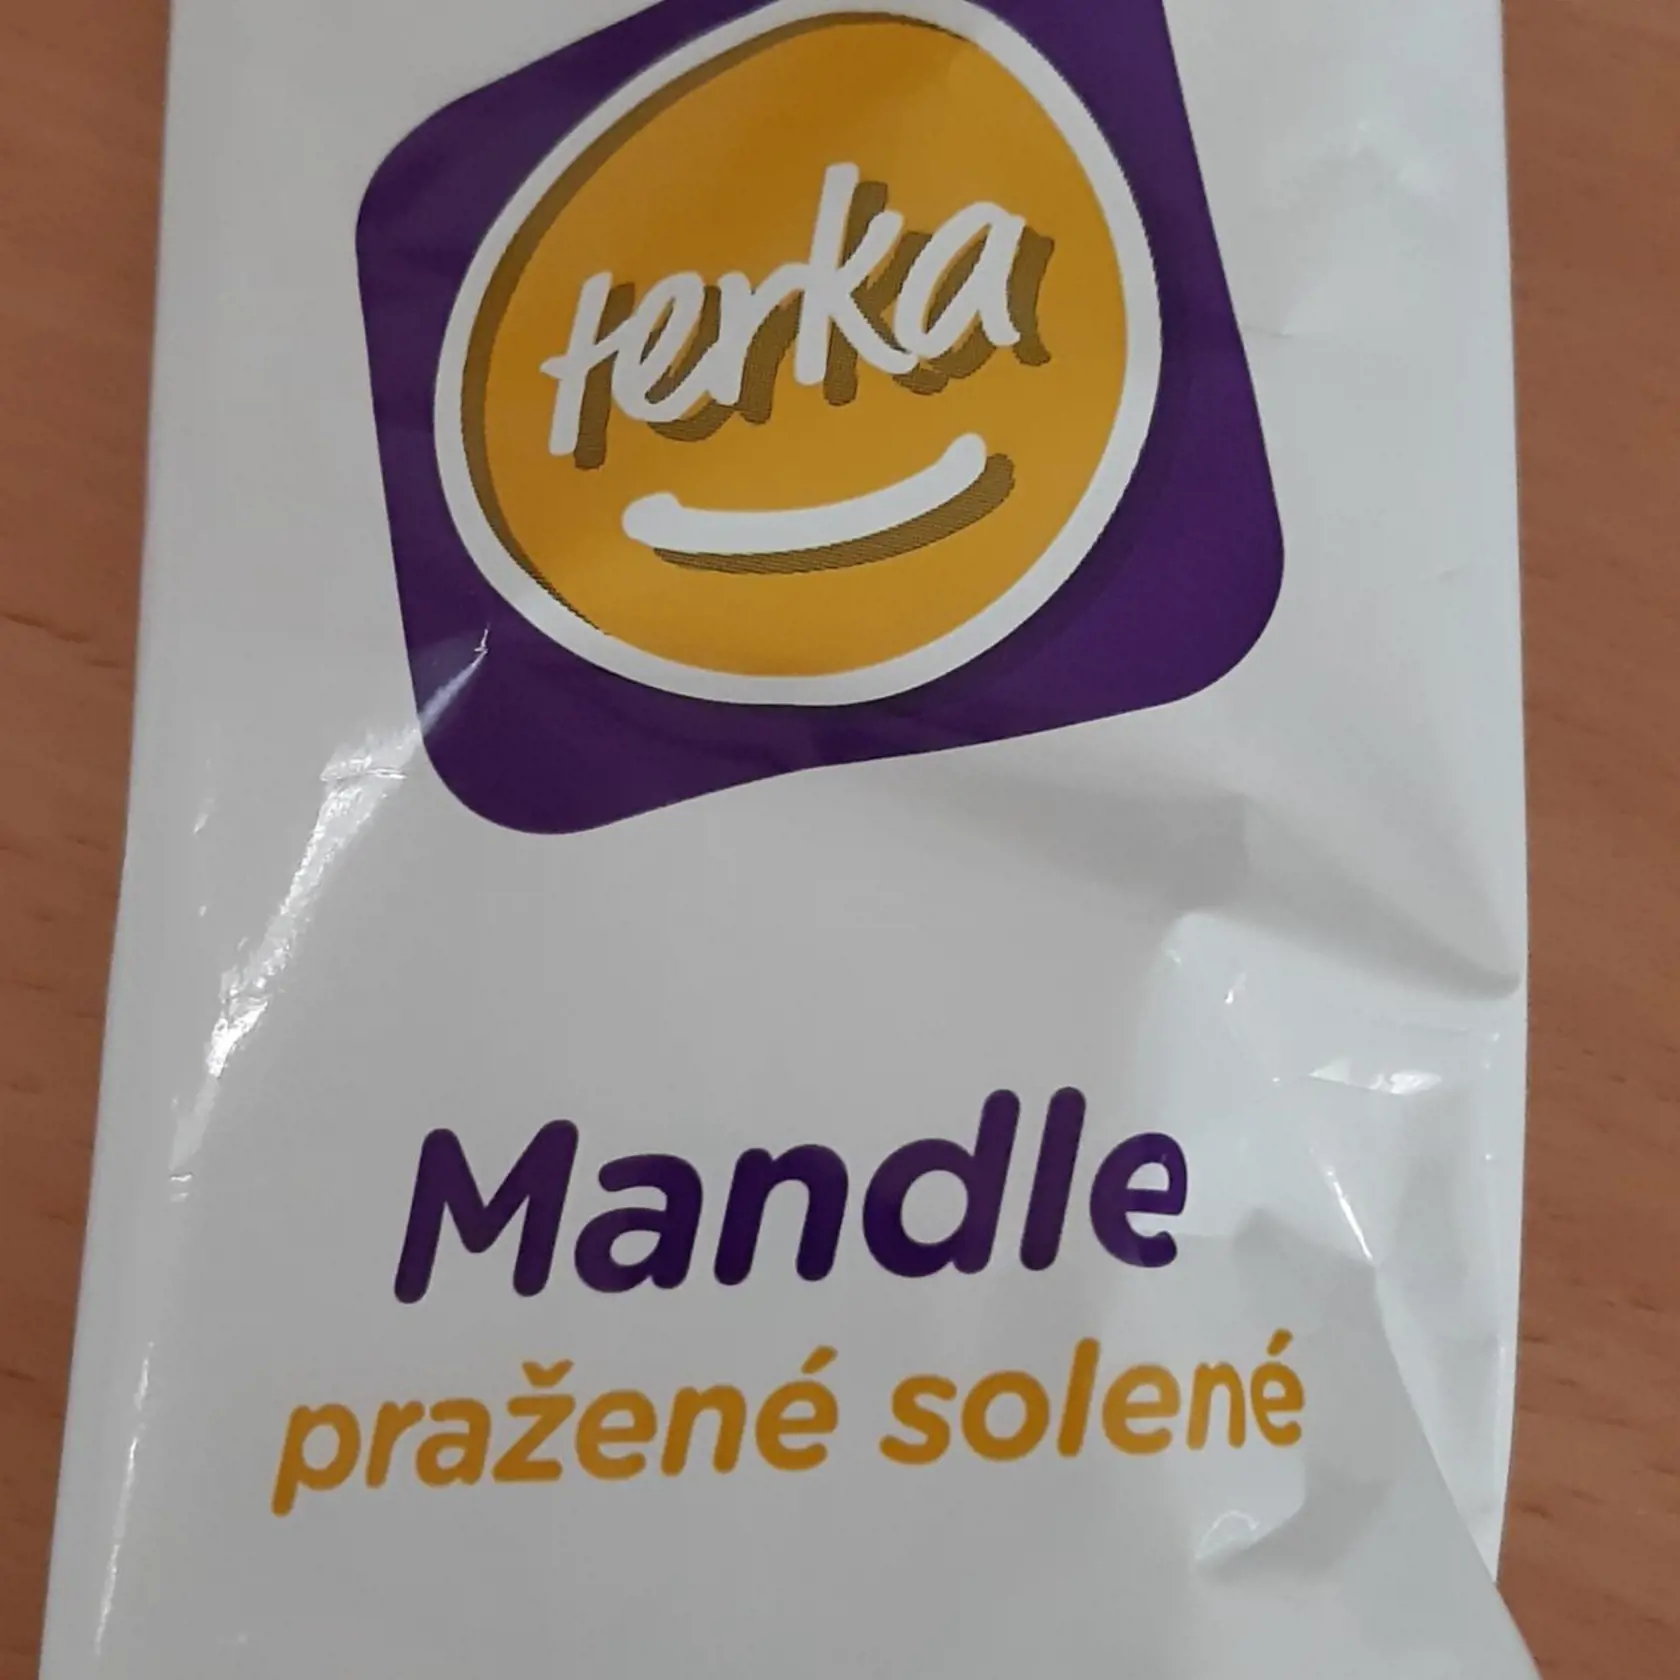 terka
Mandle
pražené solené